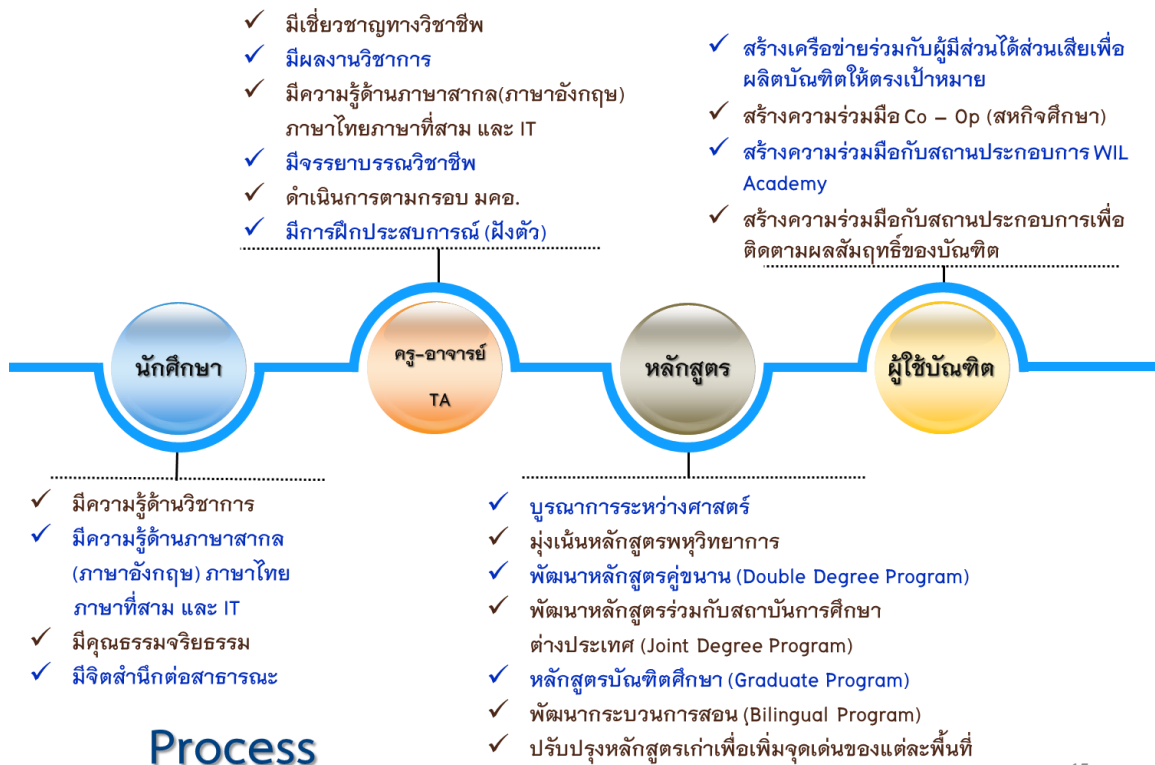 ✓ มีเชี่ยวชาญทางวิชาชีพ
✓ มีผลงานวิชาการ
✓ มีความรู้ด้านภาษาสากล(ภาษาอังกฤษ)
ภาษาไทยภาษาที่สาม และ IT
✓ มีจรรยาบรรณวิชาชีพ
✓ ดำเนินการตามกรอบ มคอ.
✓ มีการฝึกประสบการณ์ (ฝังตัว)
✓ สร้างเครือข่ายร่วมกับผู้มีส่วนได้ส่วนเสียเพื่อ
ผลิตบัณฑิตให้ตรงเป้าหมาย
✓ สร้างความร่วมมือ Co – Op (สหกิจศึกษา)
✓ สร้างความร่วมมือกับสถานประกอบการ WIL
Academy
✓ สร้างความร่วมมือกับสถานประกอบการเพื่อ
ติดตามผลสัมฤทธิ์ของบัณฑิต
นักศึกษา
ครู-อาจารย์
TA
หลักสูตร
ผู้ใช้บัณฑิต
✓ มีความรู้ด้านวิชาการ
✓ มีความรู้ด้านภาษาสากล
(ภาษาอังกฤษ) ภาษาไทย
ภาษาที่สาม และ IT
✓ มีคุณธรรมจริยธรรม
✓ มีจิตสำนึกต่อสาธารณะ
✓ บูรณาการระหว่างศาสตร์
✓ มุ่งเน้นหลักสูตรพหุวิทยาการ
✓ พัฒนาหลักสูตรคู่ขนาน (Double Degree Program)
✓ พัฒนาหลักสูตรร่วมกับสถาบันการศึกษา
ต่างประเทศ (Joint Degree Program)
✓ หลักสูตรบัณฑิตศึกษา (Graduate Program)
✓ พัฒนากระบวนการสอน (Bilingual Program)
✓ ปรับปรุงหลักสูตรเก่าเพื่อเพิ่มจุดเด่นของแต่ละพื้นที่
Process